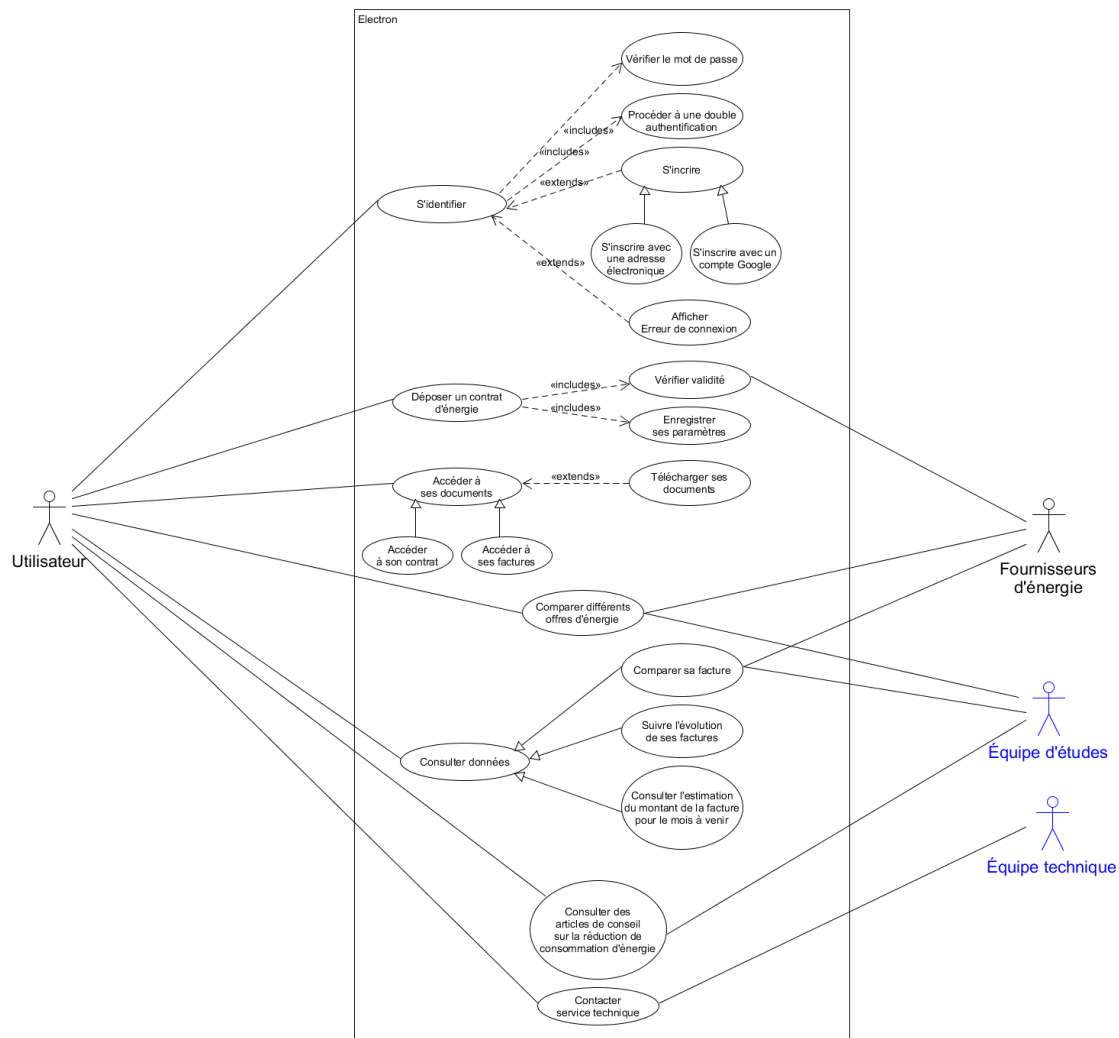 Electron
Vérifier le mot de passe
Procéder à une double
authentification
«includes»
«includes»
S'incrire
«extends»
S'identifier
S'inscrire avec
une adresse
électronique
S'inscrire avec un
compte Google
«extends»
Afficher
Erreur de connexion
Vérifier validité
«includes»
Déposer un contrat
d'énergie
«includes»
Enregistrer
ses paramètres
Accéder à
ses documents
«extends»
Télécharger ses
documents
Accéder
à son contrat
Accéder à
ses factures
Utilisateur
Fournisseurs
d'énergie
Comparer différents
offres d'énergie
Comparer sa facture
Suivre l'évolution
de ses factures
Équipe d'études
Consulter données
Consulter l'estimation
du montant de la facture
pour le mois à venir
Équipe technique
Consulter des
articles de conseil
sur la réduction de
consommation d'énergie
Contacter
service technique